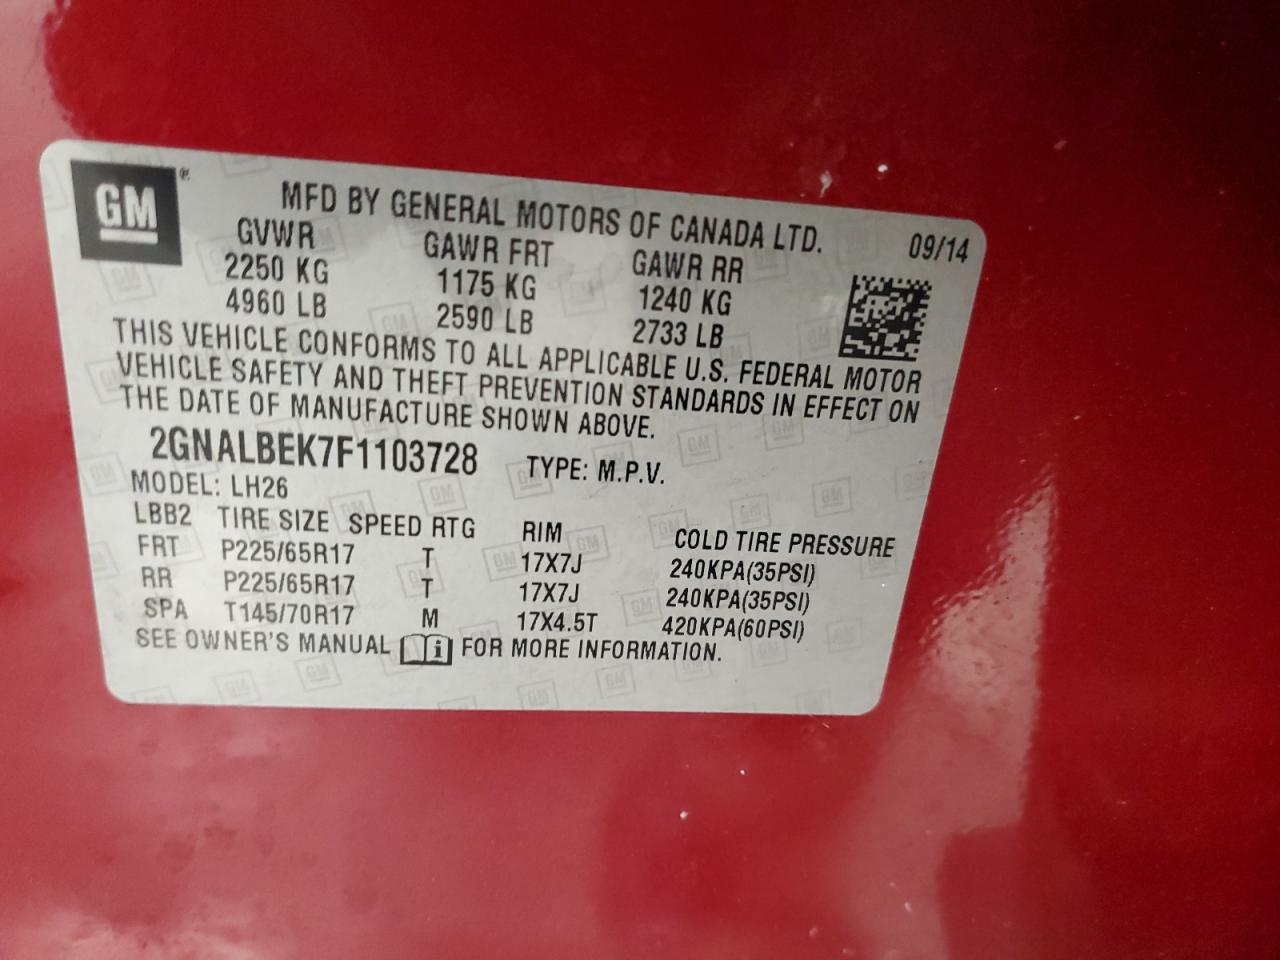 GM®
MFD BY GENERAL MOTORS OF CANADA LTD. 09/14
GVWR GAWR FRT GAWR RR
2250 KG 1175 KG 1240 KG
4960 LB 2590 LB 2733 LB
THIS VEHICLE CONFORMS TO ALL APPLICABLE U.S. FEDERAL MOTOR
VEHICLE SAFETY AND THEFT PREVENTION STANDARDS IN EFFECT ON
THE DATE OF MANUFACTURE SHOWN ABOVE.
2GNALBEK7F1103728 TYPE: M.P.V.
MODEL: LH26
LBB2 TIRE SIZE SPEED RTG RIM COLD TIRE PRESSURE
FRT P225/65R17 T 17X7J 240KPA(35PSI)
RR P225/65R17 T 17X7J 240KPA(35PSI)
SPA T145/70R17 M 17X4.5T 420KPA(60PSI)
SEE OWNER'S MANUAL i FOR MORE INFORMATION.